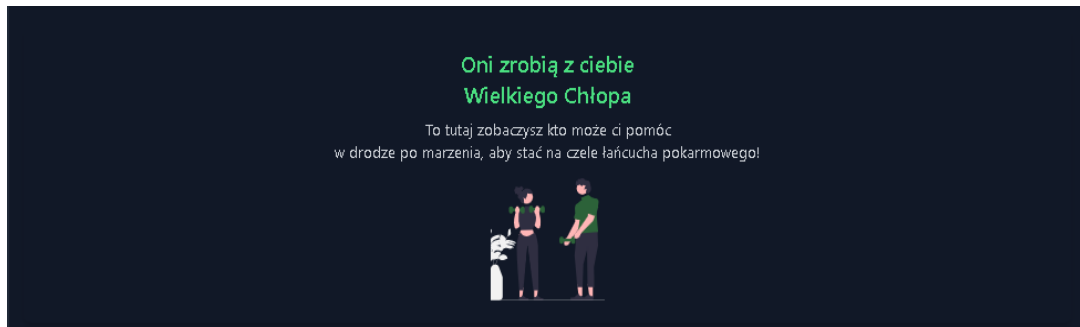 Oni zrobią z ciebie
Wielkiego Chłopa
To tutaj zobaczysz kto może ci pomóc
w drodze po marzenia, aby stać na czele łańcucha pokarmowego!